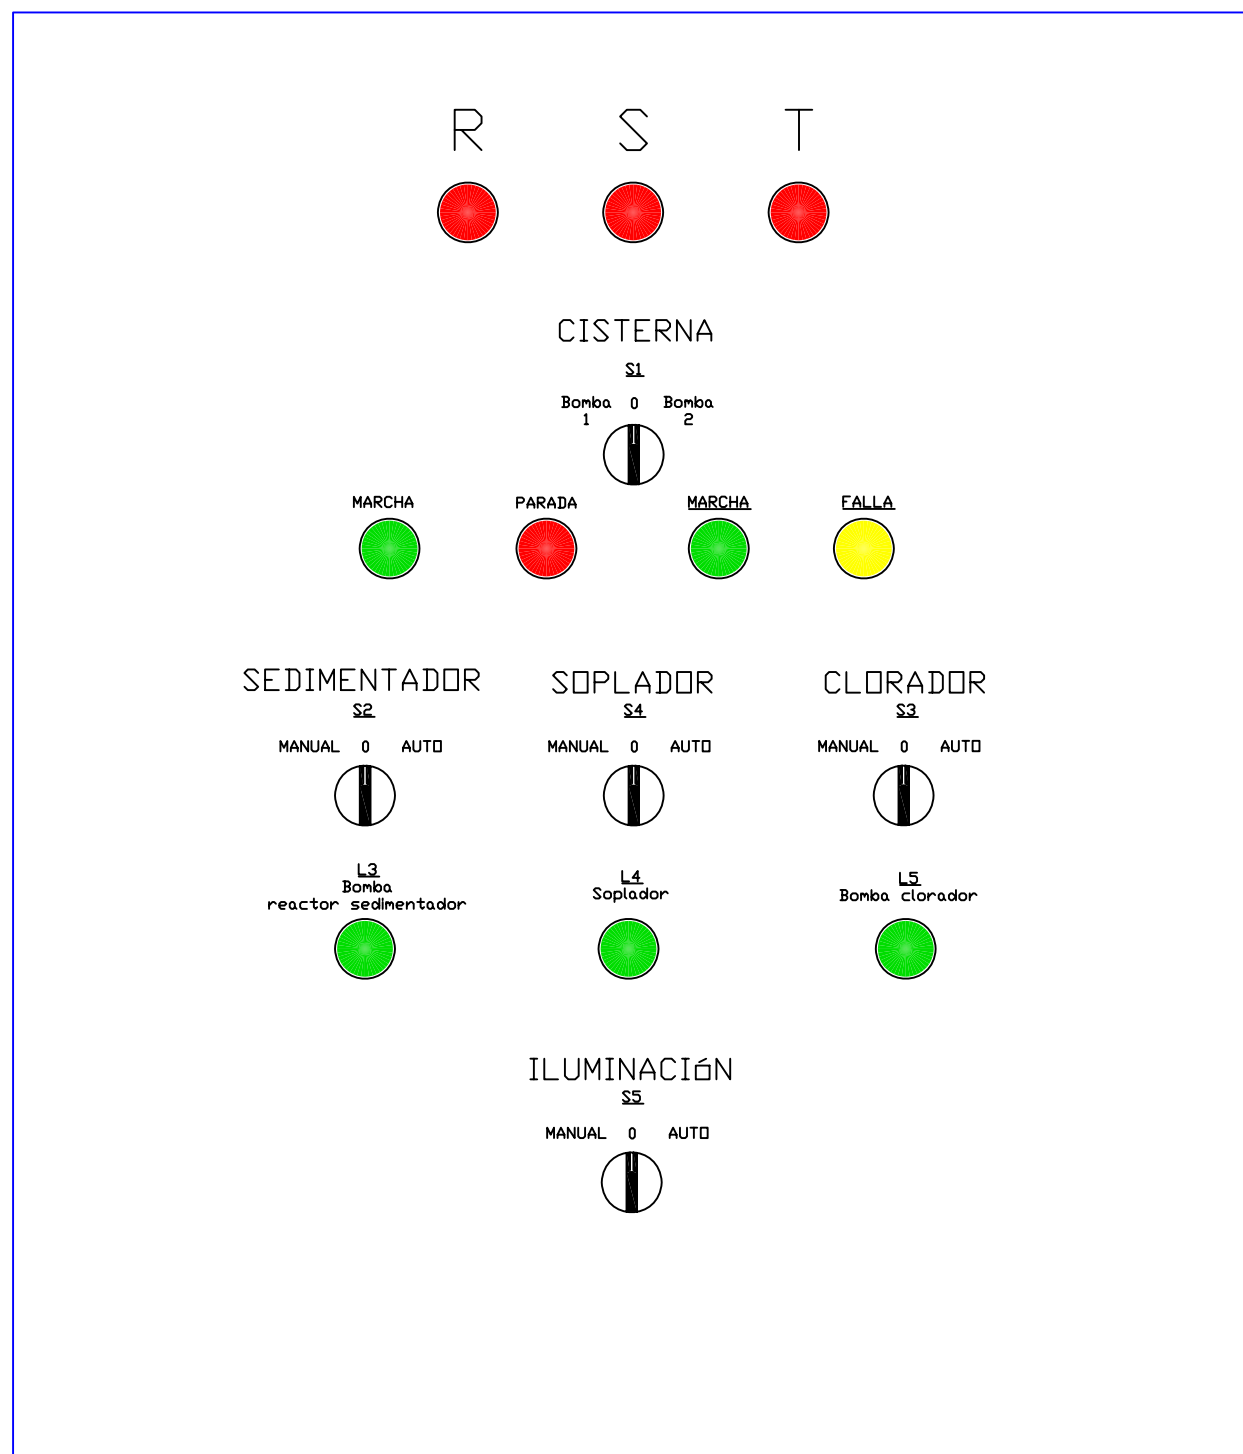 R S T
CISTERNA
S1
Bomba 0 Bomba
1 2
MARCHA PARADA MARCHA FALLA
SEDIMENTADOR SOPLADOR CLORADOR
S2 S4 S3
MANUAL 0 AUTO MANUAL 0 AUTO MANUAL 0 AUTO
L3 L4 L5
Bomba Soplador Bomba clorador
reactor sedimentador
ILUMINACIóN
S5
MANUAL 0 AUTO